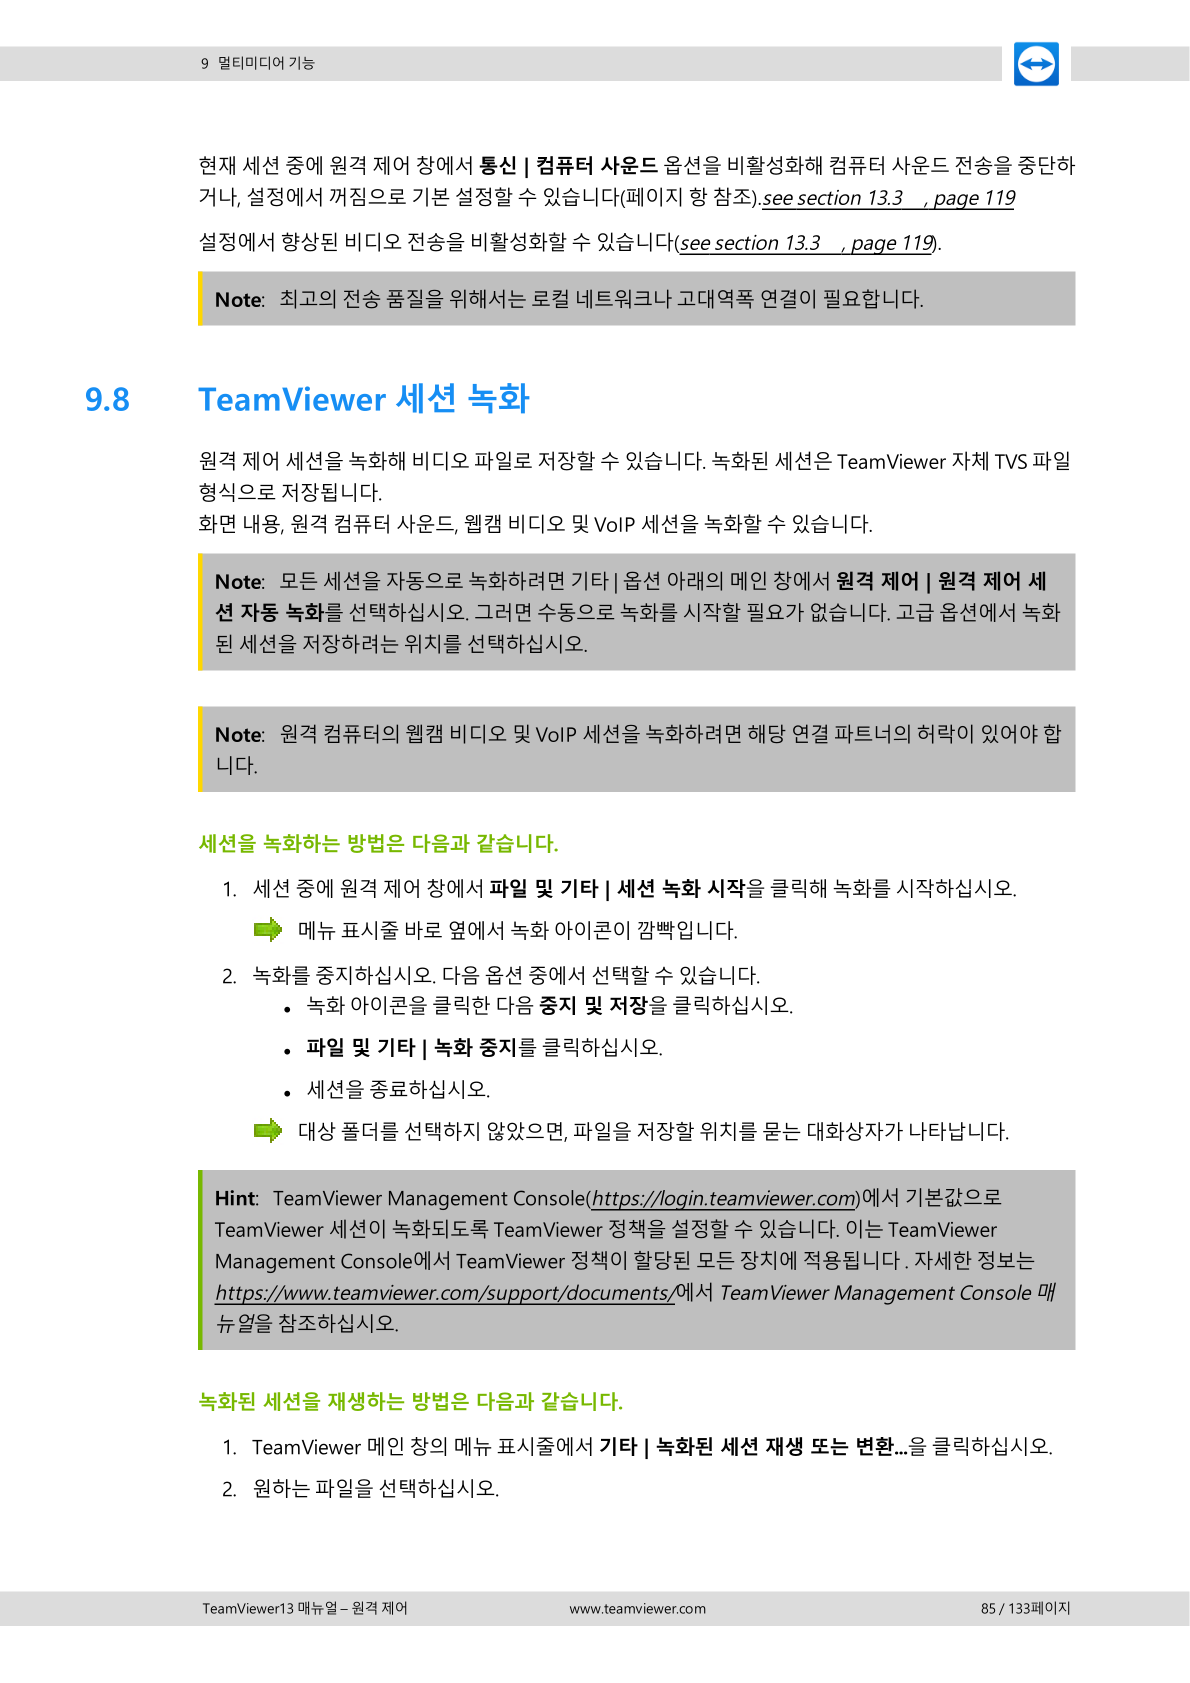 9 멀티미디어 기능
현재 세션 중에 원격 제어 창에서 통신 | 컴퓨터 사운드 옵션을 비활성화해 컴퓨터 사운드 전송을 중단하
거나, 설정에서 꺼짐으로 기본 설정할 수 있습니다(페이지 항 참조).see section 13.3 , page 119
설정에서 향상된 비디오 전송을 비활성화할 수 있습니다(see section 13.3 , page 119).
Note: 최고의 전송 품질을 위해서는 로컬 네트워크나 고대역폭 연결이 필요합니다.
9.8 TeamViewer 세션 녹화
원격 제어 세션을 녹화해 비디오 파일로 저장할 수 있습니다. 녹화된 세션은 TeamViewer 자체 TVS 파일
형식으로 저장됩니다.
화면 내용, 원격 컴퓨터 사운드, 웹캠 비디오 및 VoIP 세션을 녹화할 수 있습니다.
Note: 모든 세션을 자동으로 녹화하려면 기타 | 옵션 아래의 메인 창에서 원격 제어 | 원격 제어 세
션 자동 녹화를 선택하십시오. 그러면 수동으로 녹화를 시작할 필요가 없습니다. 고급 옵션에서 녹화
된 세션을 저장하려는 위치를 선택하십시오.
Note: 원격 컴퓨터의 웹캠 비디오 및 VoIP 세션을 녹화하려면 해당 연결 파트너의 허락이 있어야 합
니다.
세션을 녹화하는 방법은 다음과 같습니다.
1. 세션 중에 원격 제어 창에서 파일 및 기타 | 세션 녹화 시작을 클릭해 녹화를 시작하십시오.
메뉴 표시줄 바로 옆에서 녹화 아이콘이 깜빡입니다.
2. 녹화를 중지하십시오. 다음 옵션 중에서 선택할 수 있습니다.
• 녹화 아이콘을 클릭한 다음 중지 및 저장을 클릭하십시오.
• 파일 및 기타 | 녹화 중지를 클릭하십시오.
• 세션을 종료하십시오.
대상 폴더를 선택하지 않았으면, 파일을 저장할 위치를 묻는 대화상자가 나타납니다.
Hint: TeamViewer Management Console(https://login.teamviewer.com)에서 기본값으로
TeamViewer 세션이 녹화되도록 TeamViewer 정책을 설정할 수 있습니다. 이는 TeamViewer
Management Console에서 TeamViewer 정책이 할당된 모든 장치에 적용됩니다 . 자세한 정보는
https://www.teamviewer.com/support/documents/에서 TeamViewer Management Console 매
뉴얼을 참조하십시오.
녹화된 세션을 재생하는 방법은 다음과 같습니다.
1. TeamViewer 메인 창의 메뉴 표시줄에서 기타 | 녹화된 세션 재생 또는 변환...을 클릭하십시오.
2. 원하는 파일을 선택하십시오.
TeamViewer13 매뉴얼 – 원격 제어 www.teamviewer.com 85 / 133페이지